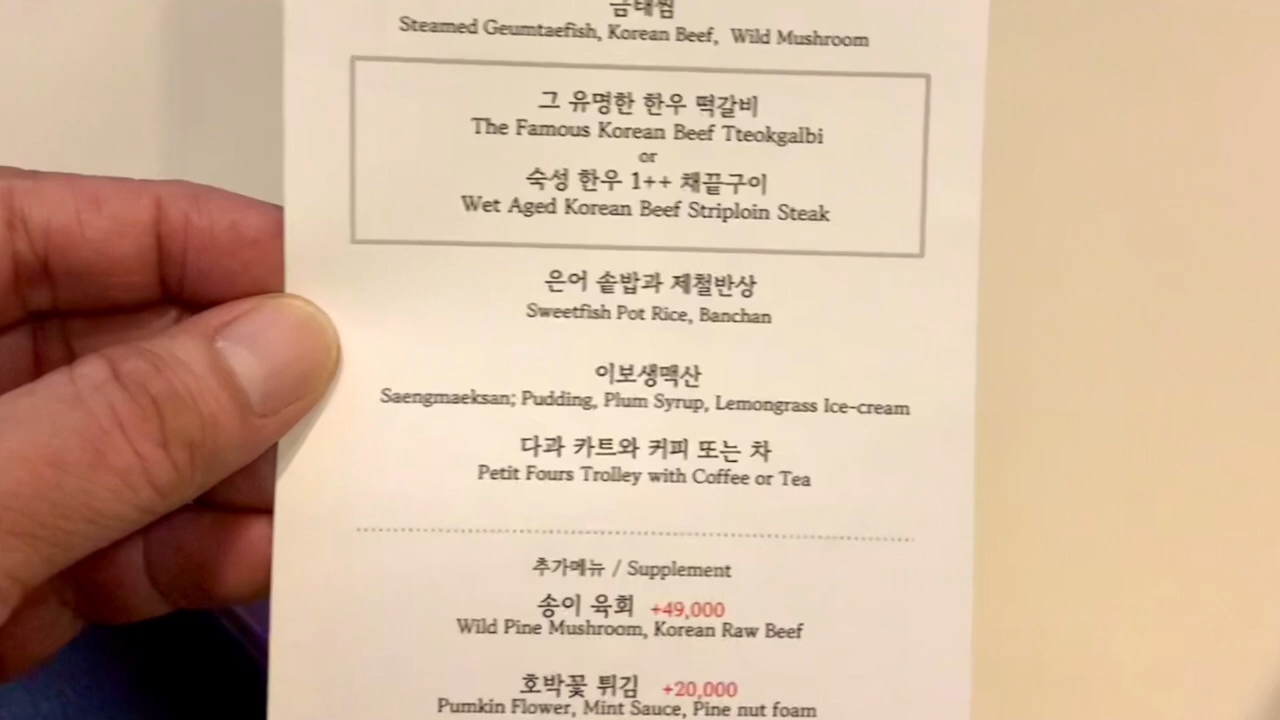 금태찜
Steamed Geumtaefish, Korean Beef, Wild Mushroom
그 유명한 한우 떡갈비
The Famous Korean Beef Tteokgalbi
or
숙성 한우 1++ 채끝구이
Wet Aged Korean Beef Striploin Steak
은어 솥밥과 제철반상
Sweetfish Pot Rice, Banchan
이보생맥산
Saengmaeksan; Pudding, Plum Syrup, Lemongrass Ice-cream
다과 카트와 커피 또는 차
Petit Fours Trolley with Coffee or Tea
추가메뉴 / Supplement
송이 육회 +49,000
Wild Pine Mushroom, Korean Raw Beef
호박꽃 튀김 +20,000
Pumkin Flower, Mint Sauce, Pine nut foam